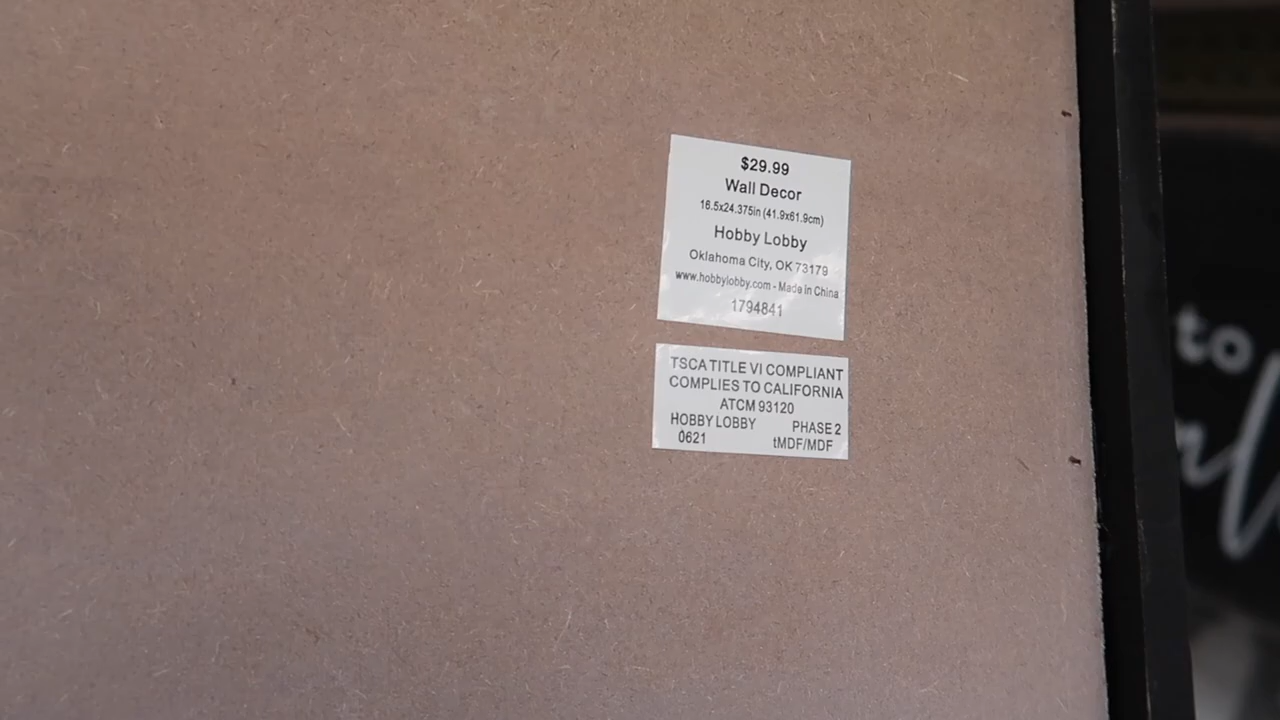 $29.99
Wall Decor
16.5x24.375in (41.9x61.9cm)
Hobby Lobby
Oklahoma City, OK 73179
www.hobbylobby.com - Made in China
1794841
TSCA TITLE VI COMPLIANT
COMPLIES TO CALIFORNIA
ATCM 93120
HOBBY LOBBY PHASE 2
0621 tMDF/MDF
to